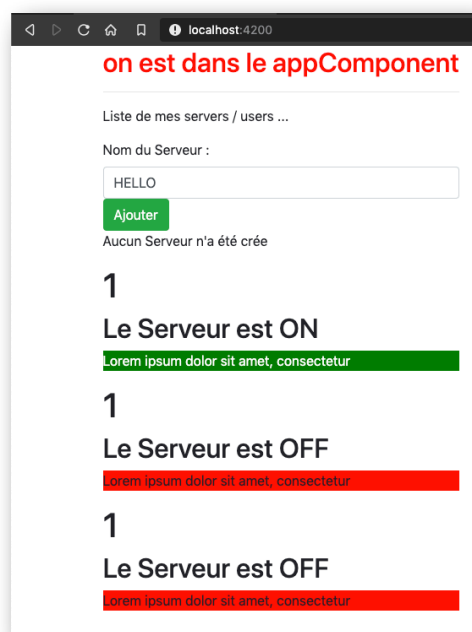 localhost:4200
on est dans le appComponent
Liste de mes servers / users ...
Nom du Serveur :
HELLO
Ajouter
Aucun Serveur n'a été crée
1
Le Serveur est ON
Lorem ipsum dolor sit amet, consectetur
1
Le Serveur est OFF
Lorem ipsum dolor sit amet, consectetur
1
Le Serveur est OFF
Lorem ipsum dolor sit amet, consectetur